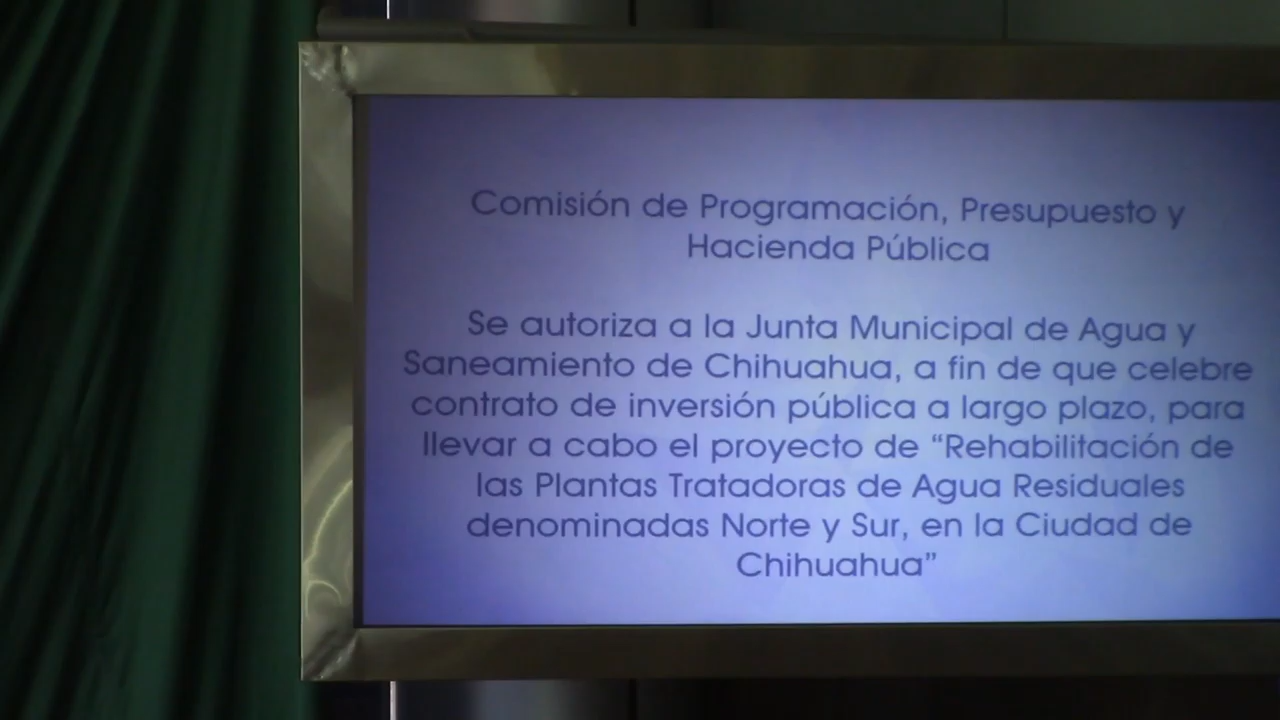 Comisión de Programación, Presupuesto y
Hacienda Pública
Se autoriza a la Junta Municipal de Agua y
Saneamiento de Chihuahua, a fin de que celebre
contrato de inversión pública a largo plazo, para
llevar a cabo el proyecto de “Rehabilitación de
las Plantas Tratadoras de Agua Residuales
denominadas Norte y Sur, en la Ciudad de
Chihuahua”